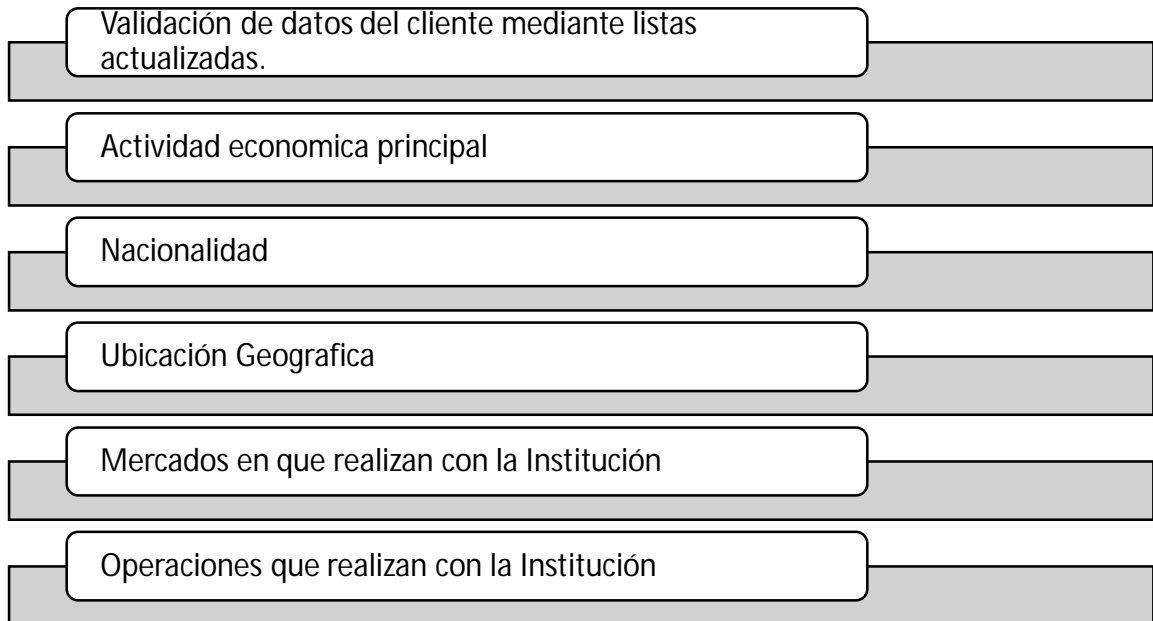 Validación de datos del cliente mediante listas
actualizadas.
Actividad economica principal
Nacionalidad
Ubicación Geografica
Mercados en que realizan con la Institución
Operaciones que realizan con la Institución